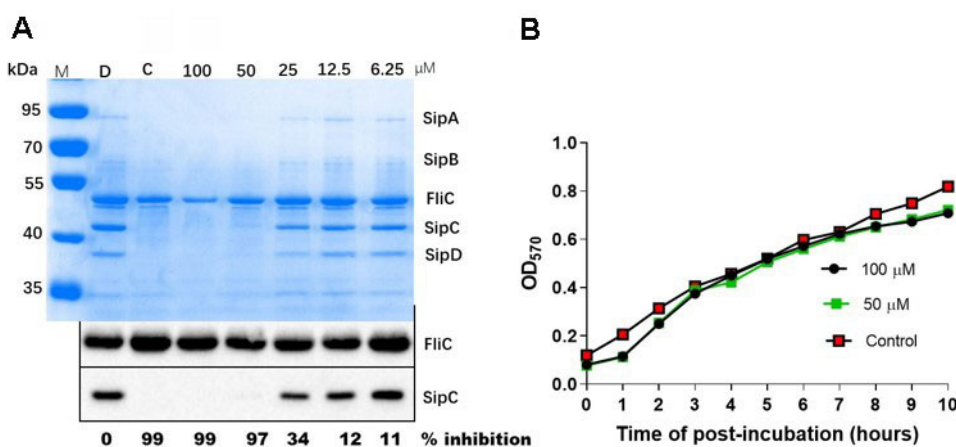 A
B
kDa M D C 100 50 25 12.5 6.25 μM
95
70
55
40
35
SipA
SipB
FliC
SipC
SipD
FliC
SipC
0 99 99 97 34 12 11 % inhibition
OD570
1.0
0.8
0.6
0.4
0.2
0.0
100 μM
50 μM
Control
0 1 2 3 4 5 6 7 8 9 10
Time of post-incubation (hours)